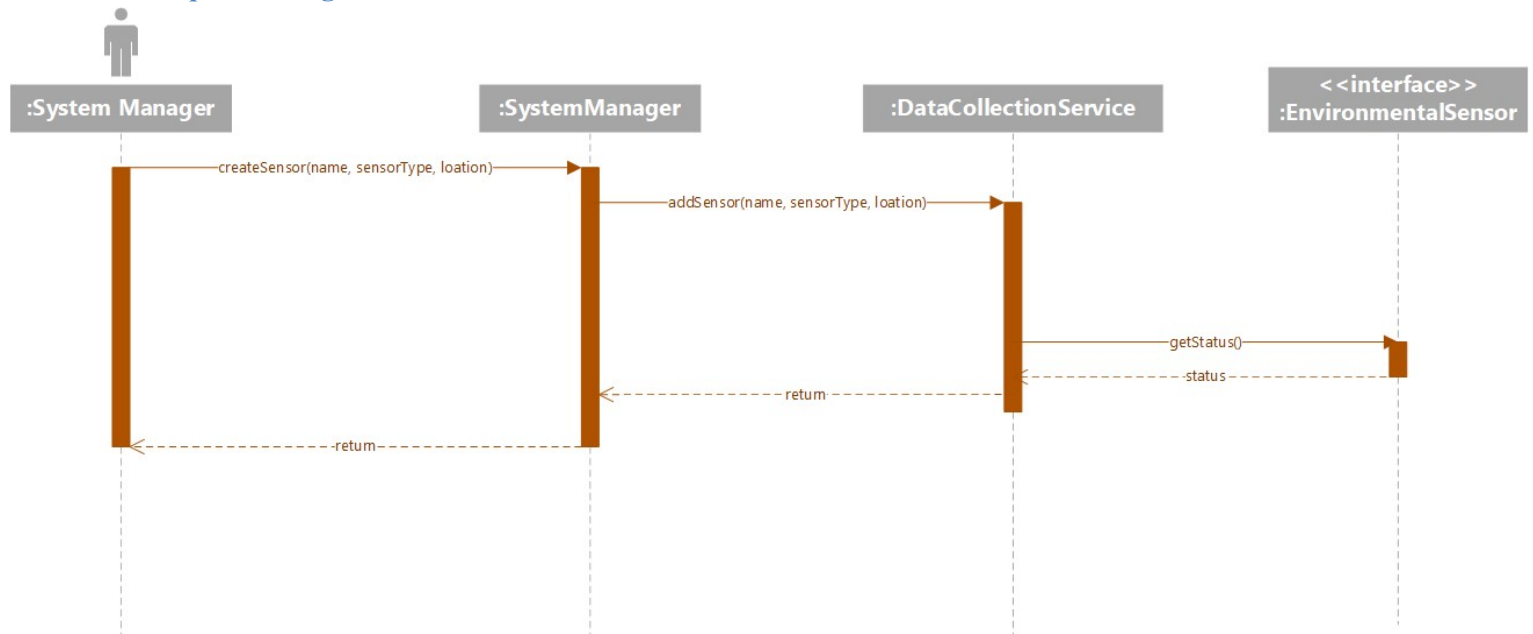 :System Manager
:SystemManager
:DataCollectionService
<<interface>>
:EnvironmentalSensor
createSensor(name, sensorType, loation)
addSensor(name, sensorType, loation)
getStatus()
status
return
return